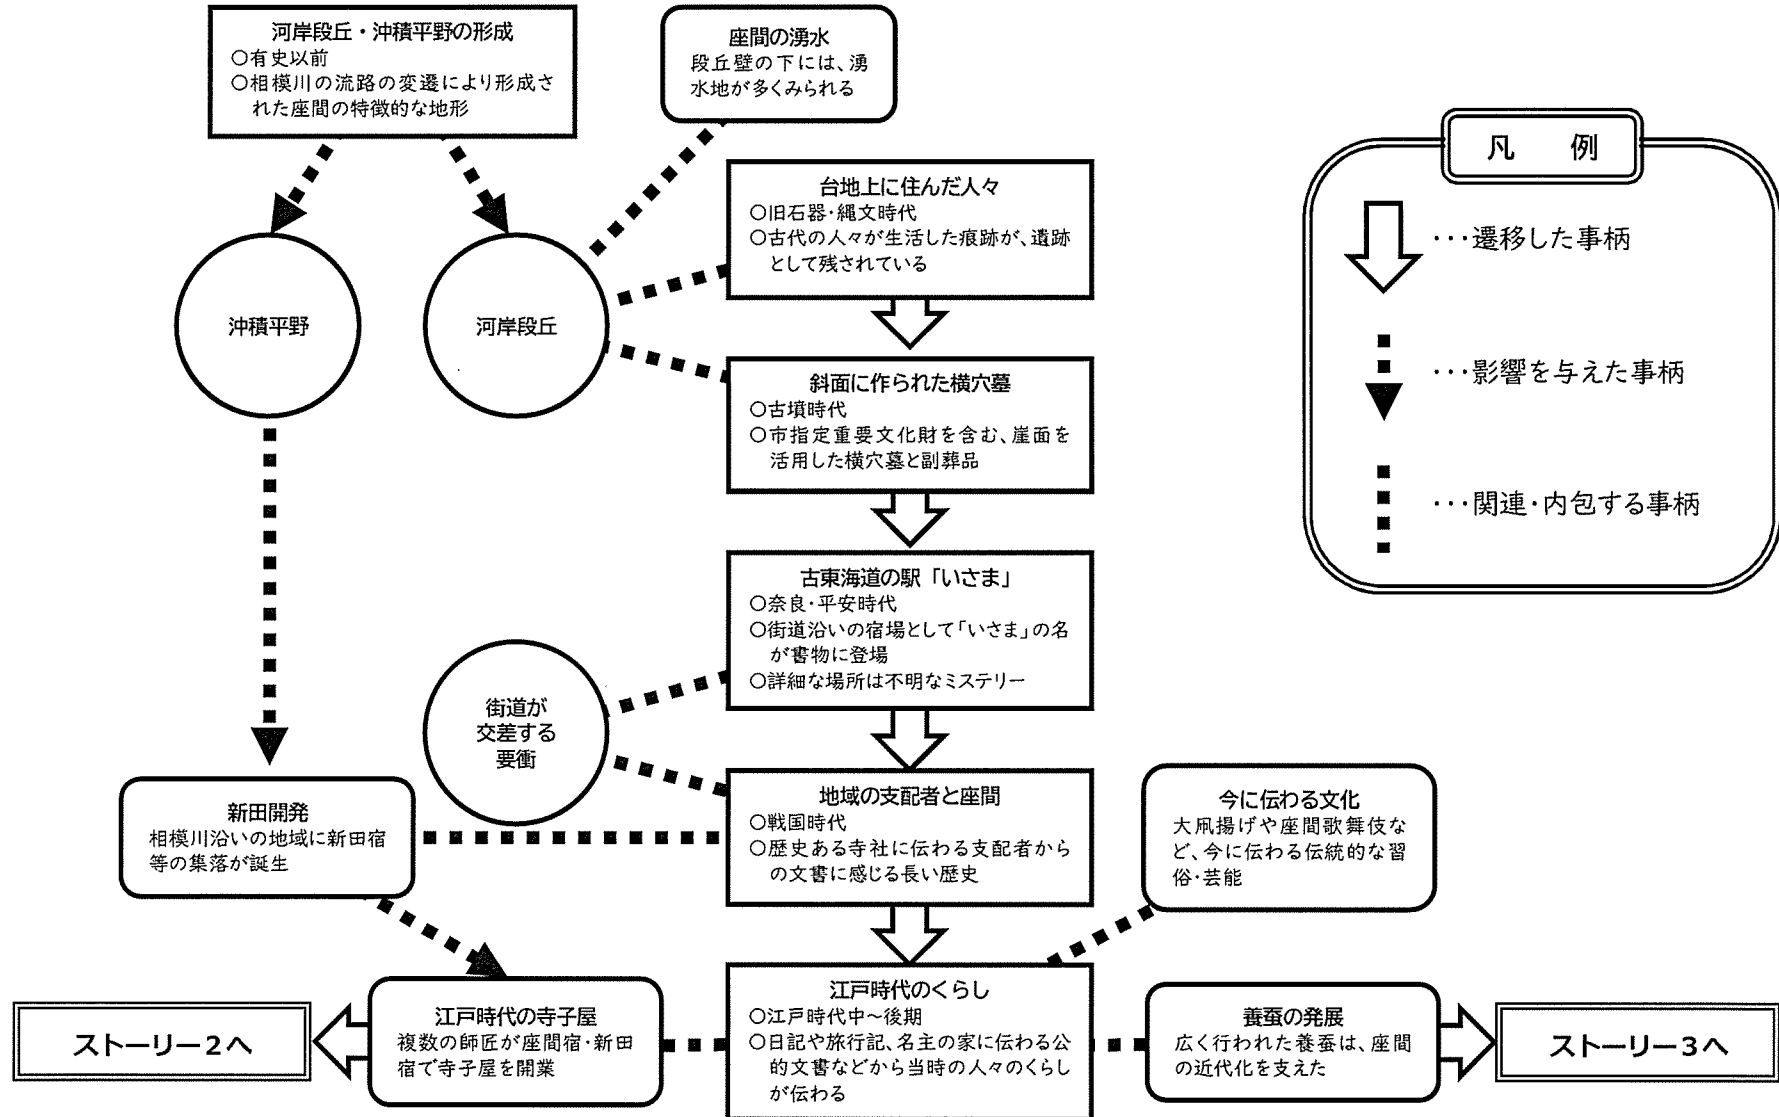 河岸段丘・沖積平野の形成
○有史以前
○相模川の流路の変遷により形成さ
れた座間の特徴的な地形
座間の湧水
段丘壁の下には、湧
水地が多くみられる
凡 例
…遷移した事柄
…影響を与えた事柄
…関連・内包する事柄
台地上に住んだ人々
○旧石器・縄文時代
○古代の人々が生活した痕跡が、遺跡
として残されている
沖積平野
河岸段丘
斜面に作られた横穴墓
○古墳時代
○市指定重要文化財を含む、崖面を
活用した横穴墓と副葬品
古東海道の駅「いさま」
○奈良・平安時代
○街道沿いの宿場として「いさま」の名
が書物に登場
○詳細な場所は不明なミステリー
街道が
交差する
要衝
新田開発
相模川沿いの地域に新田宿
等の集落が誕生
地域の支配者と座間
○戦国時代
○歴史ある寺社に伝わる支配者から
の文書に感じる長い歴史
今に伝わる文化
大凧揚げや座間歌舞伎な
ど、今に伝わる伝統的な習
俗・芸能
ストーリー2へ
江戸時代の寺子屋
複数の師匠が座間宿・新田
宿で寺子屋を開業
江戸時代のくらし
○江戸時代中～後期
○日記や旅行記、名主の家に伝わる公
的文書などから当時の人々のくらし
が伝わる
養蚕の発展
広く行われた養蚕は、座間
の近代化を支えた
ストーリー3へ